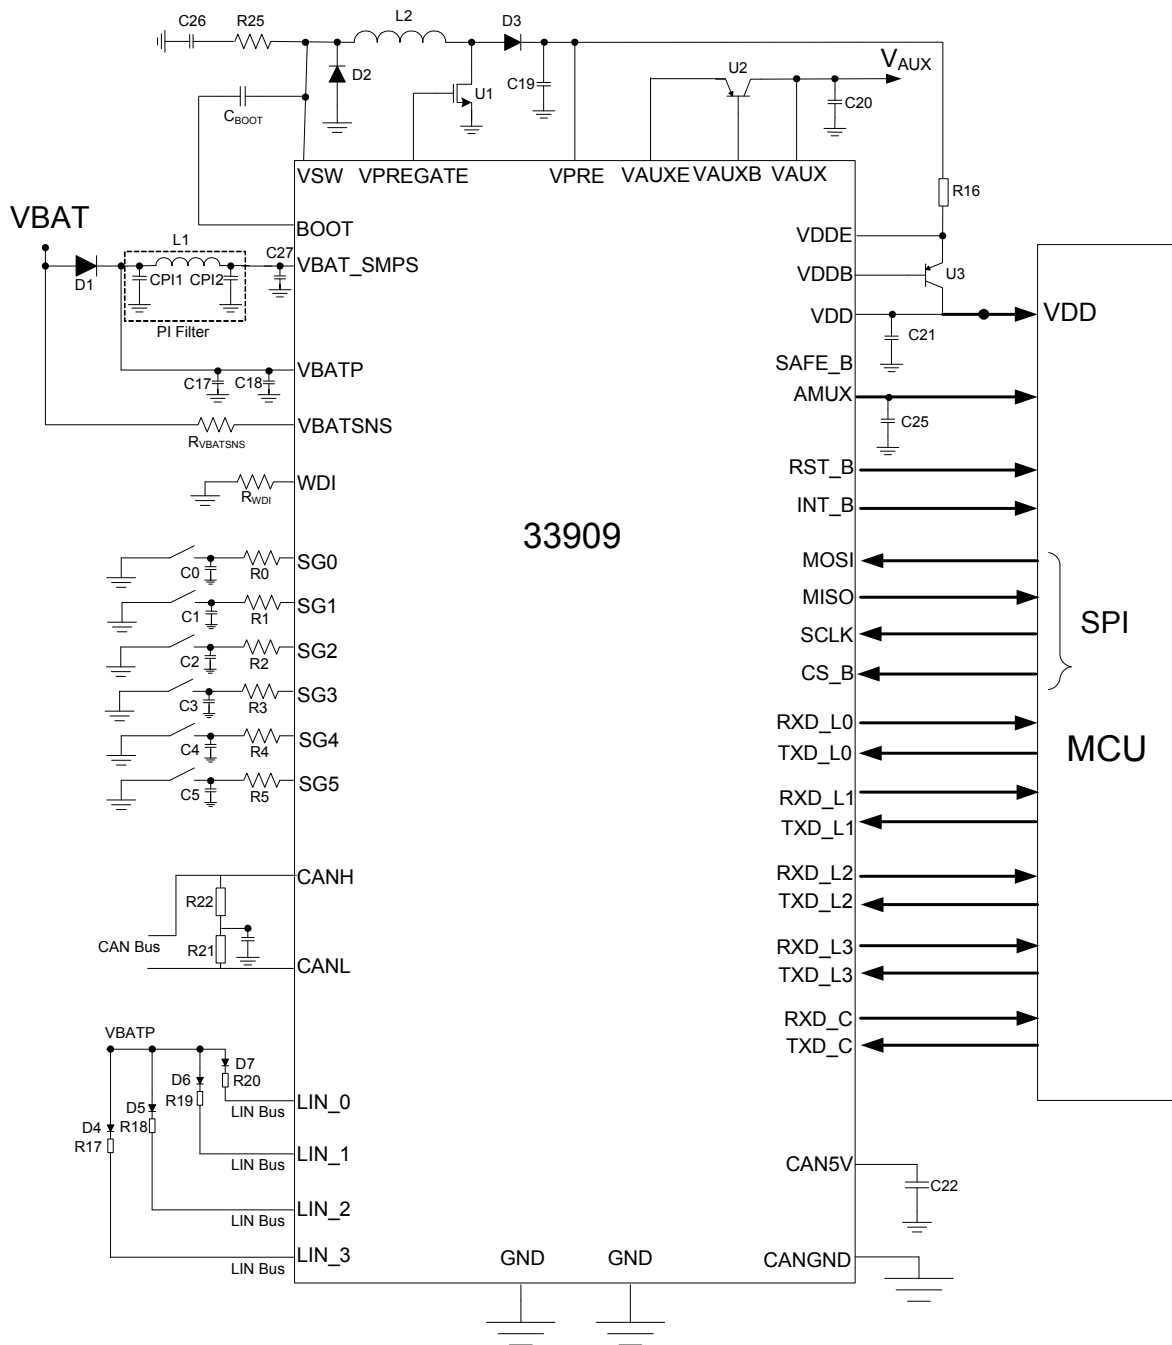 C26 R25 L2 D3
D2 U1 C19 U2 V_AUX
C_BOOT C20
VSW VPREGATE VPRE VAUXE VAUXB VAUX
R16
VBAT
BOOT
VDDE
L1
C27
VBAT_SMPS
D1 CPI1 CPI2
VDDB
U3
PI Filter
VDD
VDD
C21
SAFE_B
VBATP
C17 C18
AMUX
C25
VBATSNS
R_VBATSNS
RST_B
WDI
R_WDI
INT_B
33909
SG0
C0 R0
MOSI
SG1
C1 R1
MISO
SPI
SCLK
SG2
C2 R2
CS_B
SG3
C3 R3
RXD_L0
SG4
C4 R4
TXD_L0
MCU
SG5
C5 R5
RXD_L1
TXD_L1
CANH
RXD_L2
R22
TXD_L2
CAN Bus
R21
RXD_L3
CANL
TXD_L3
RXD_C
VBATP
TXD_C
D7
R20
D6
R19
D5
R18
D4
R17
LIN_0
LIN Bus
LIN_1
LIN Bus
CAN5V
C22
LIN_2
LIN Bus
LIN_3
LIN Bus
GND GND
CANGND